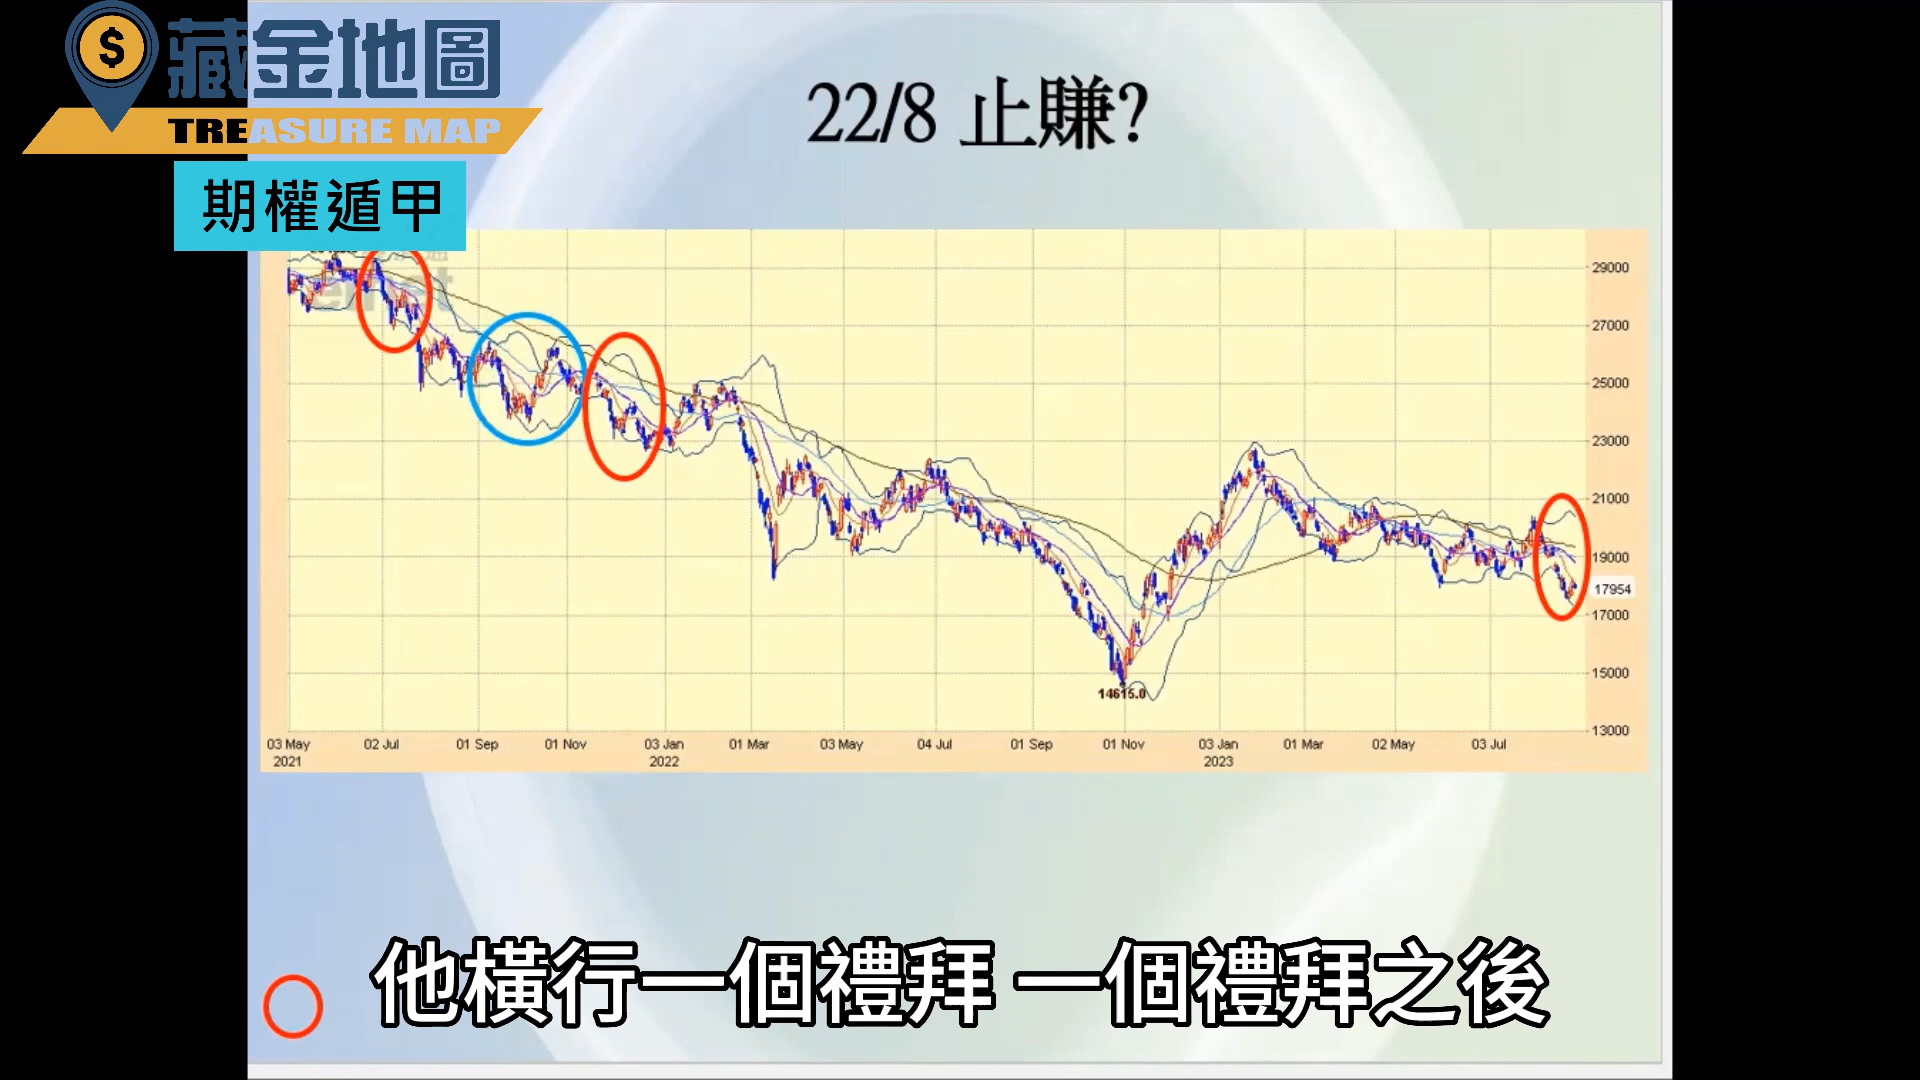 藏金地圖
TREASURE MAP
期權遁甲
22/8 止賺?
29000
27000
25000
23000
21000
19000
17954
17000
15000
13000
14615.0
03 May 02 Jul 01 Sep 01 Nov 03 Jan 01 Mar 03 May 04 Jul 01 Sep 01 Nov 03 Jan 01 Mar 02 May 03 Jul
2021 2022 2023
他橫行一個禮拜 一個禮拜之後